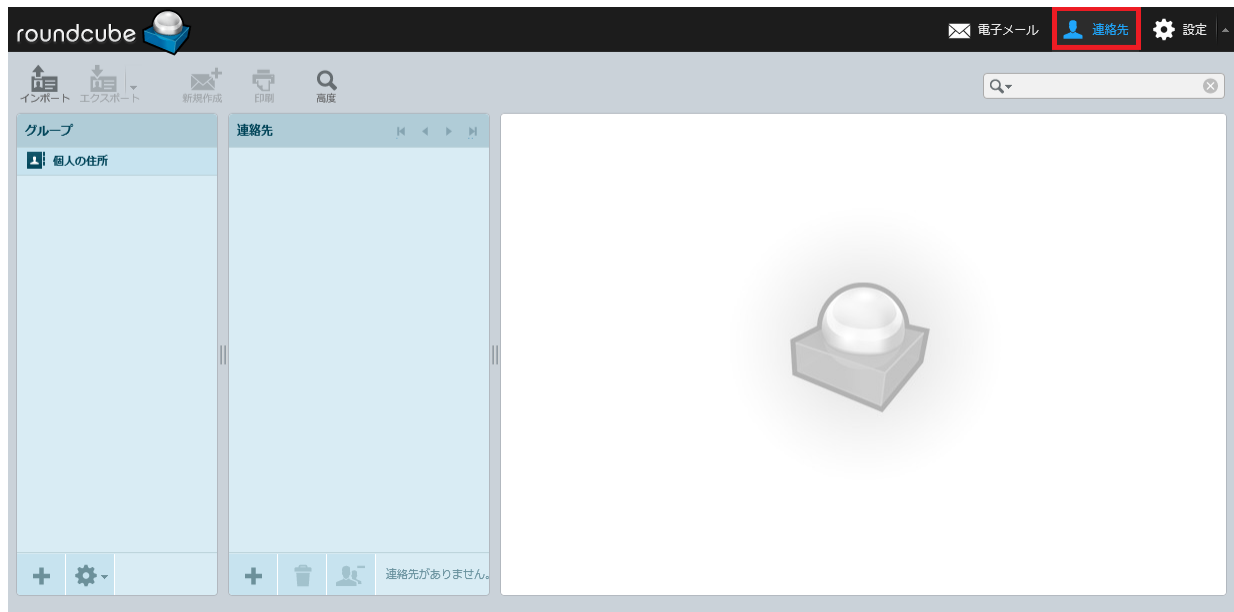 roundcube
電子メール
連絡先
設定
インポート
エクスポート
新規作成
印刷
高度
グループ
連絡先
個人の住所
連絡先がありません。